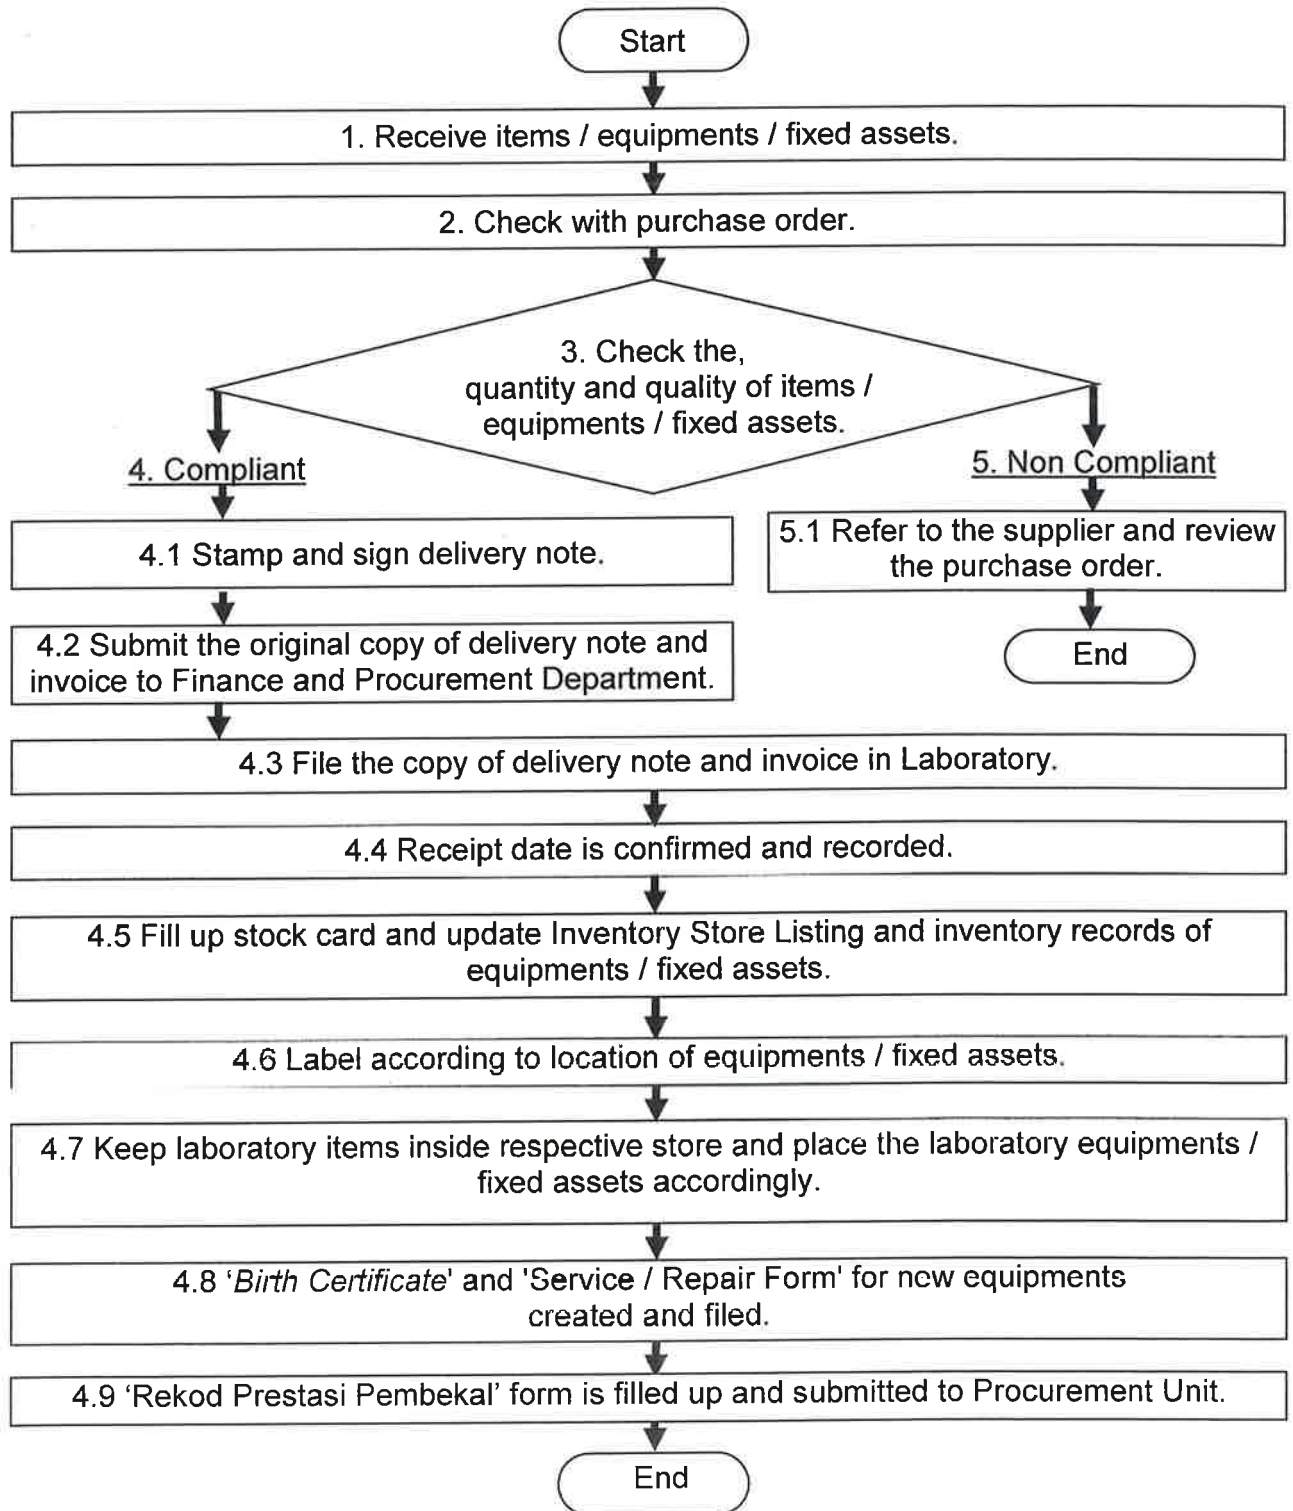 Start
1. Receive items / equipments / fixed assets.
2. Check with purchase order.
3. Check the,
quantity and quality of items /
equipments / fixed assets.
4. Compliant
5. Non Compliant
4.1 Stamp and sign delivery note.
5.1 Refer to the supplier and review
the purchase order.
4.2 Submit the original copy of delivery note and
invoice to Finance and Procurement Department.
End
4.3 File the copy of delivery note and invoice in Laboratory.
4.4 Receipt date is confirmed and recorded.
4.5 Fill up stock card and update Inventory Store Listing and inventory records of
equipments / fixed assets.
4.6 Label according to location of equipments / fixed assets.
4.7 Keep laboratory items inside respective store and place the laboratory equipments /
fixed assets accordingly.
4.8 ‘Birth Certificate' and 'Service / Repair Form' for new equipments
created and filed.
4.9 ‘Rekod Prestasi Pembekal’ form is filled up and submitted to Procurement Unit.
End